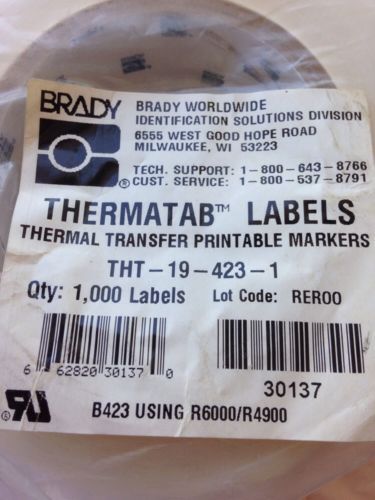 BRADY
BRADY WORLDWIDE
IDENTIFICATION SOLUTIONS DIVISION
6555 WEST GOOD HOPE ROAD
MILWAUKEE, WI 53223
TECH. SUPPORT: 1-800-643-8766
® CUST. SERVICE: 1-800-537-8791
THERMATAB™ LABELS
THERMAL TRANSFER PRINTABLE MARKERS
THT-19-423-1
Qty: 1,000 Labels Lot Code: RER00
6 62820 30137 0
30137
B423 USING R6000/R4900